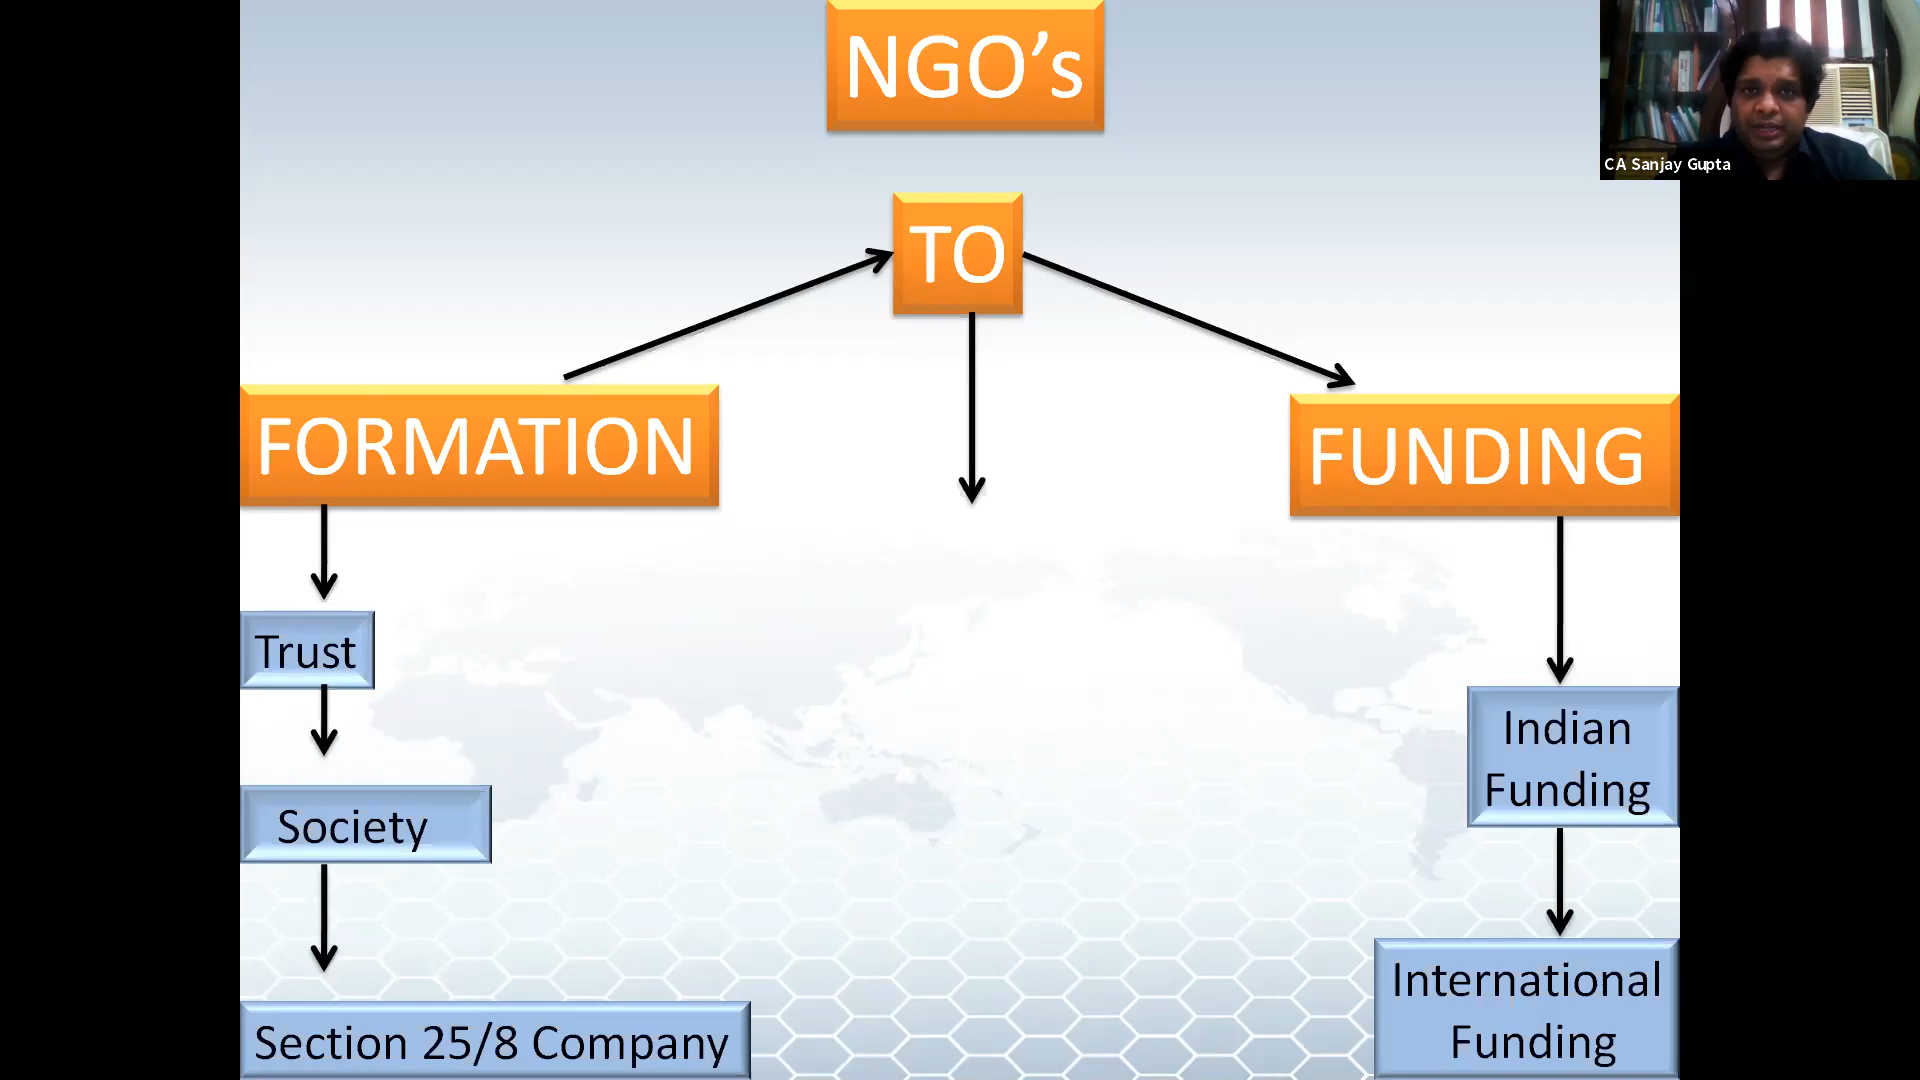 NGO's
CA Sanjay Gupta
TO
FORMATION
FUNDING
Trust
Society
Section 25/8 Company
Indian
Funding
International
Funding